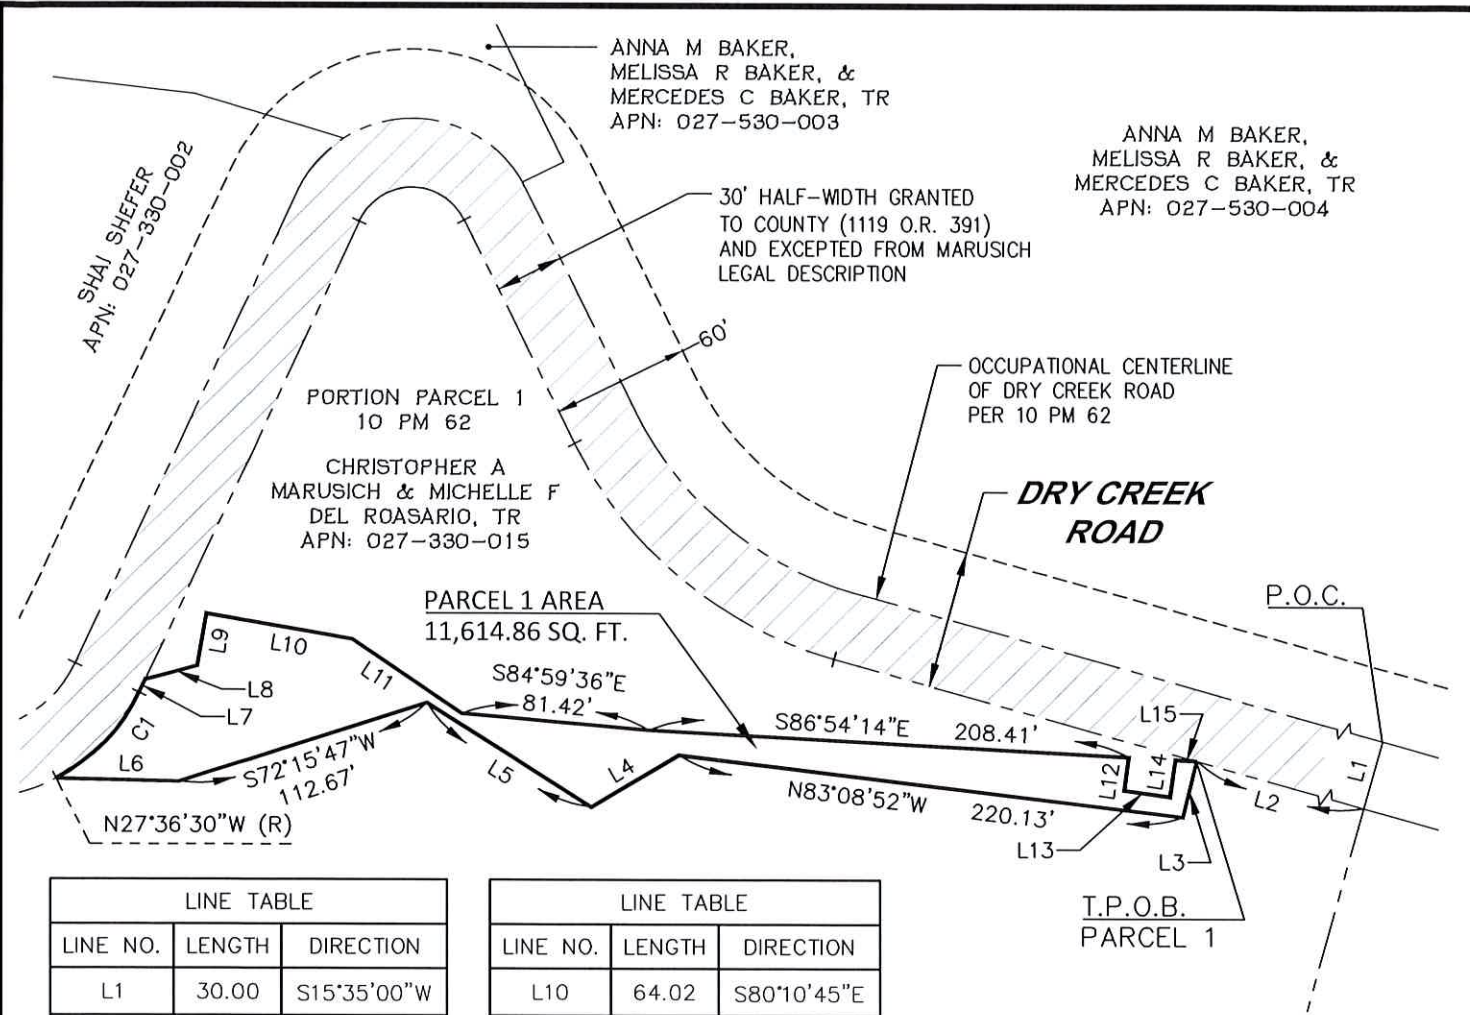 ANNA M BAKER,
MELISSA R BAKER, &
MERCEDES C BAKER, TR
APN: 027-530-003
ANNA M BAKER,
MELISSA R BAKER, &
MERCEDES C BAKER, TR
APN: 027-530-004
SHAI SHEFER
APN: 027-330-002
30' HALF-WIDTH GRANTED
TO COUNTY (1119 O.R. 391)
AND EXCEPTED FROM MARUSICH
LEGAL DESCRIPTION
60'
OCCUPATIONAL CENTERLINE
OF DRY CREEK ROAD
PER 10 PM 62
PORTION PARCEL 1
10 PM 62
CHRISTOPHER A
MARUSICH & MICHELLE F
DEL ROASARIO, TR
APN: 027-330-015
DRY CREEK
ROAD
P.O.C.
PARCEL 1 AREA
11,614.86 SQ. FT.
L9
L10
L11
L8
L7
C1
L6
S84°59'36"E
81.42'
S86°54'14"E 208.41'
L15
L12
L14
L1
L2
S72°15'47"W
112.67'
L5
L4
N83°08'52"W 220.13'
L13
L3
N27°36'30"W (R)
T.P.O.B.
PARCEL 1
LINE TABLE
LINE NO. LENGTH DIRECTION
L1 30.00 S15°35'00"W
LINE TABLE
LINE NO. LENGTH DIRECTION
L10 64.02 S80°10'45"E